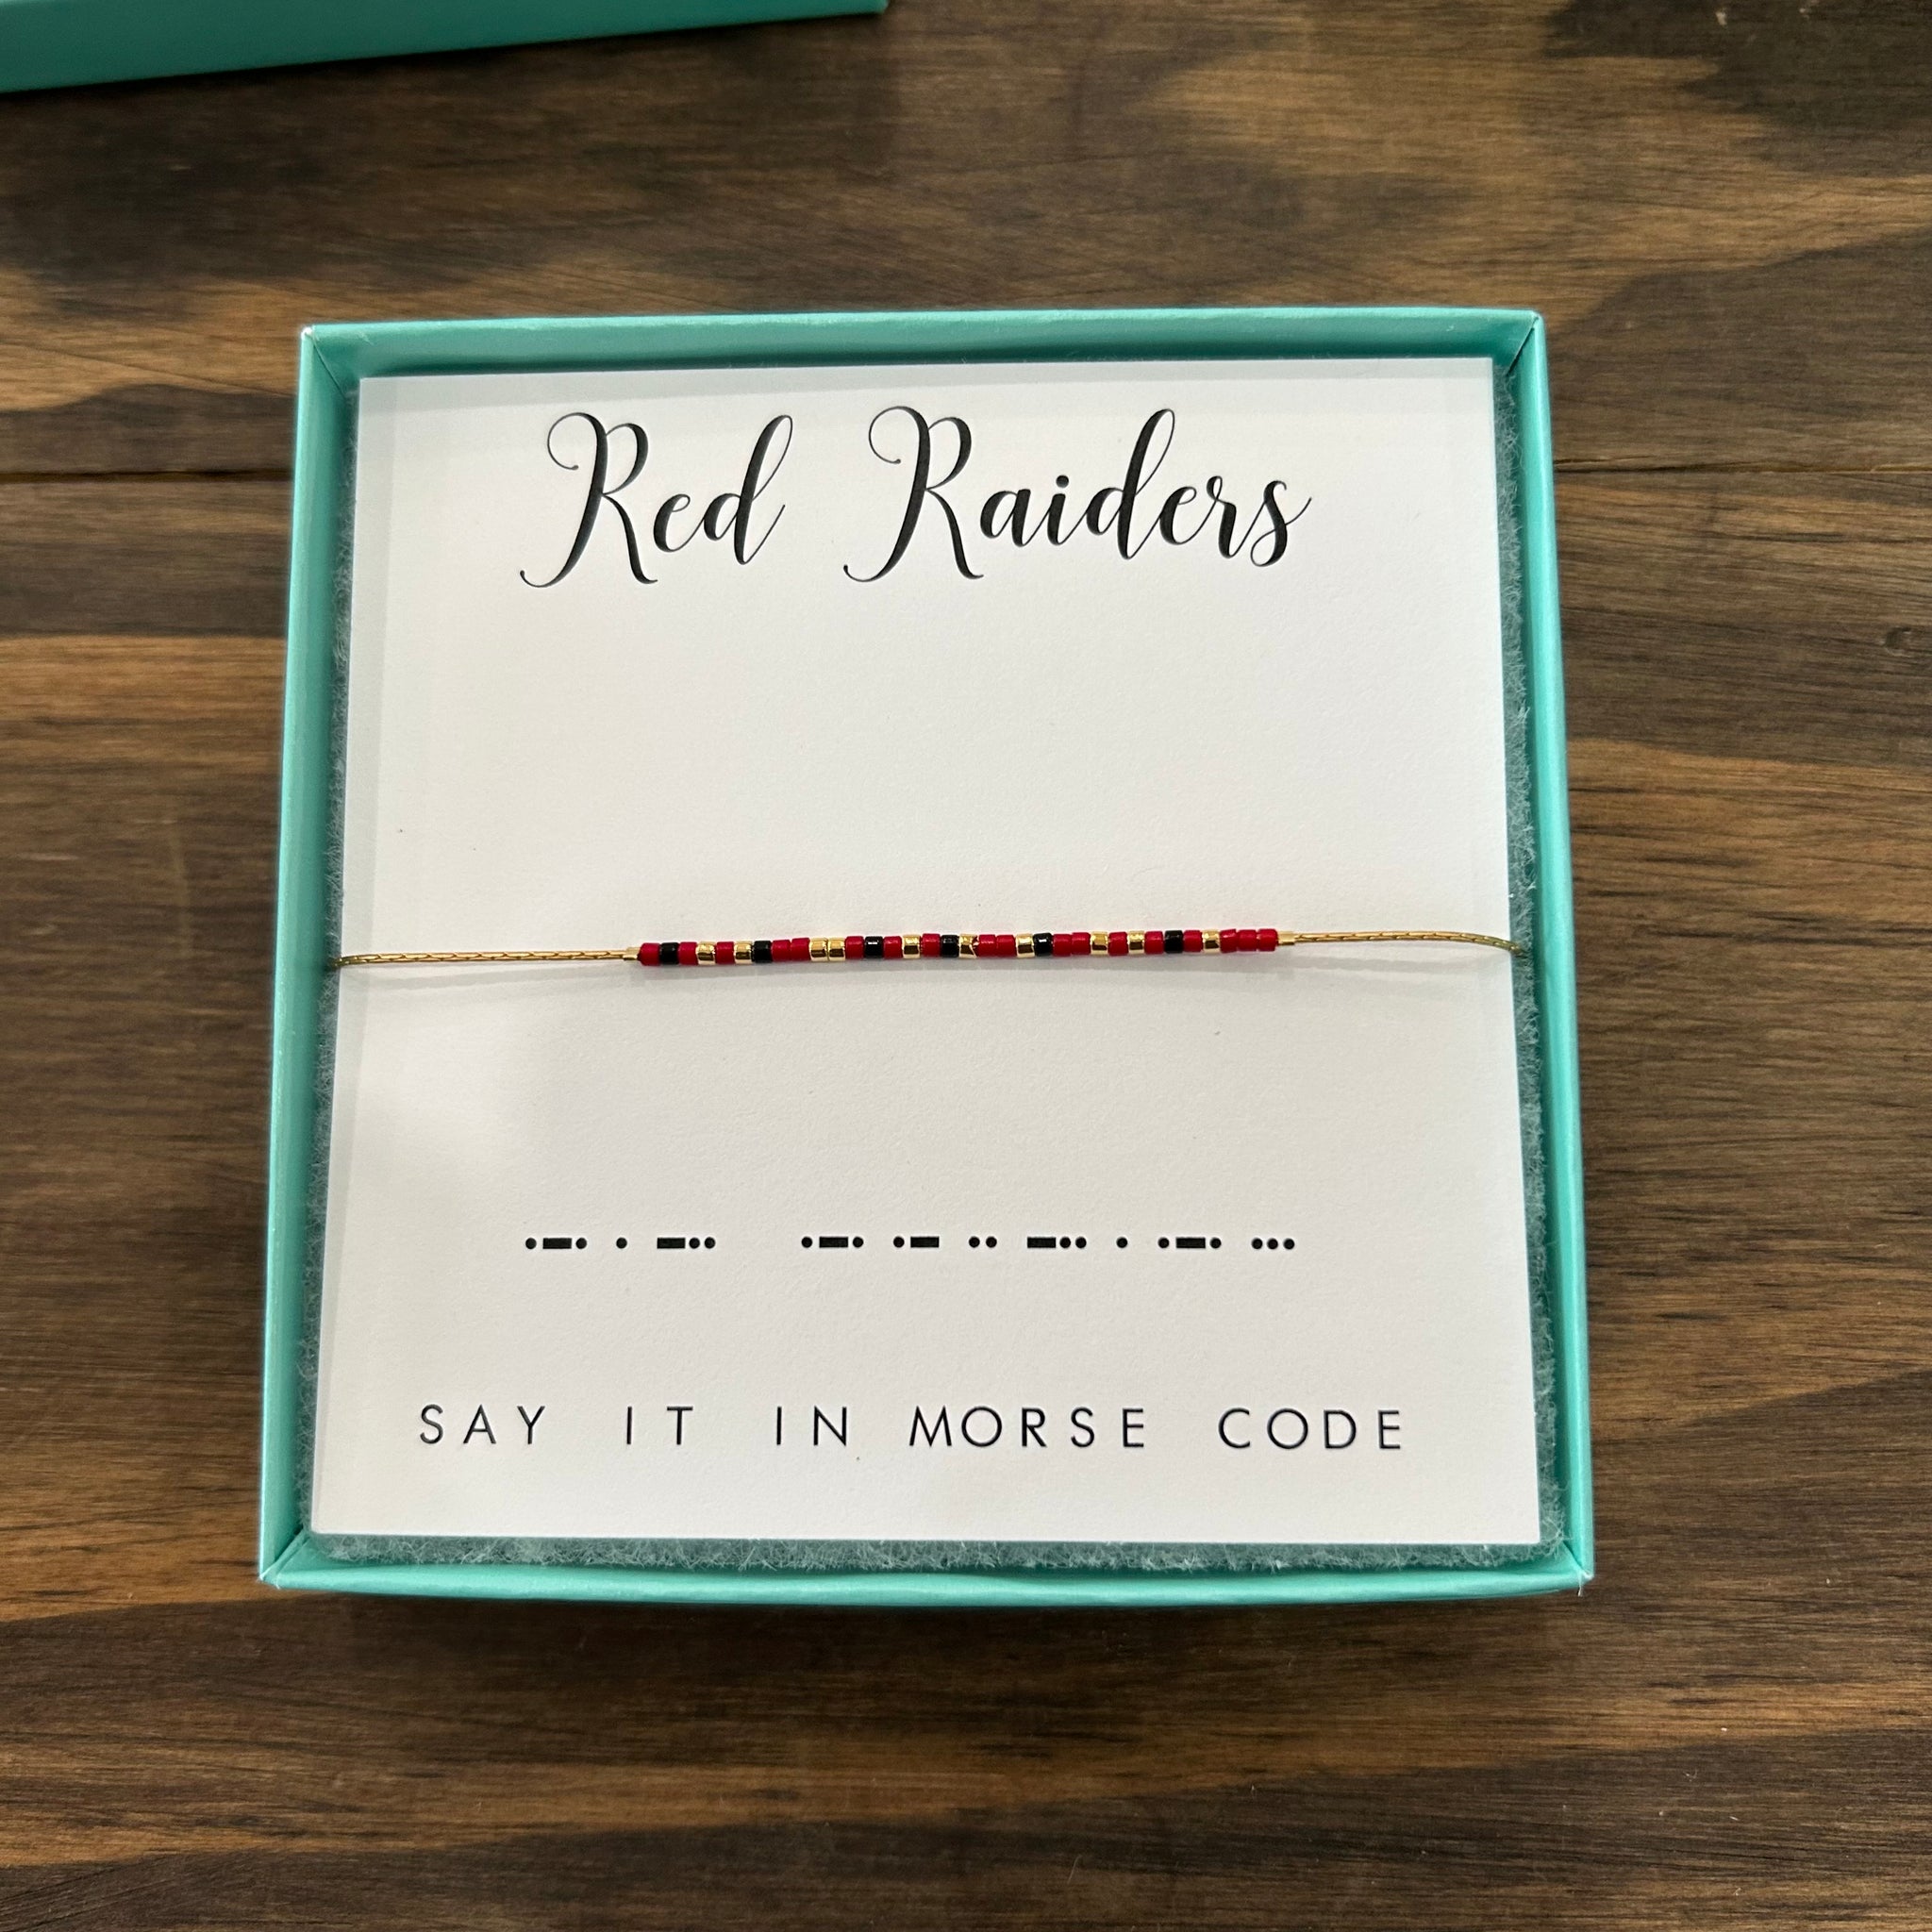 Red Raiders
•–• • –•• •–• •– •• –•• • •–• •••
SAY IT IN MORSE CODE